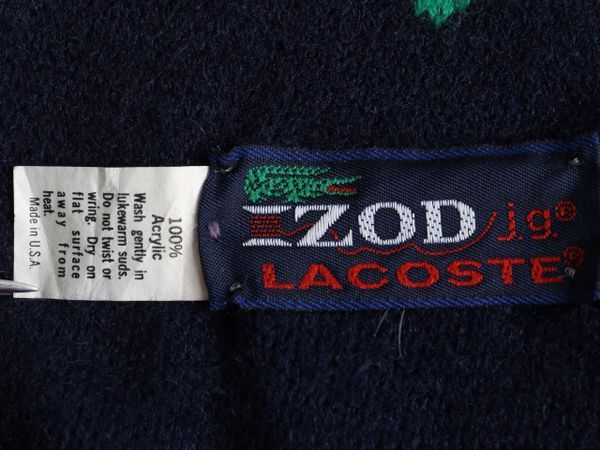 100%
Acrylic
Wash gently in
lukewarm suds.
Do not twist or
wring. Dry on
flat surface
away from
heat.
Made in U.S.A.
IZOD j.g.®
LACOSTE®